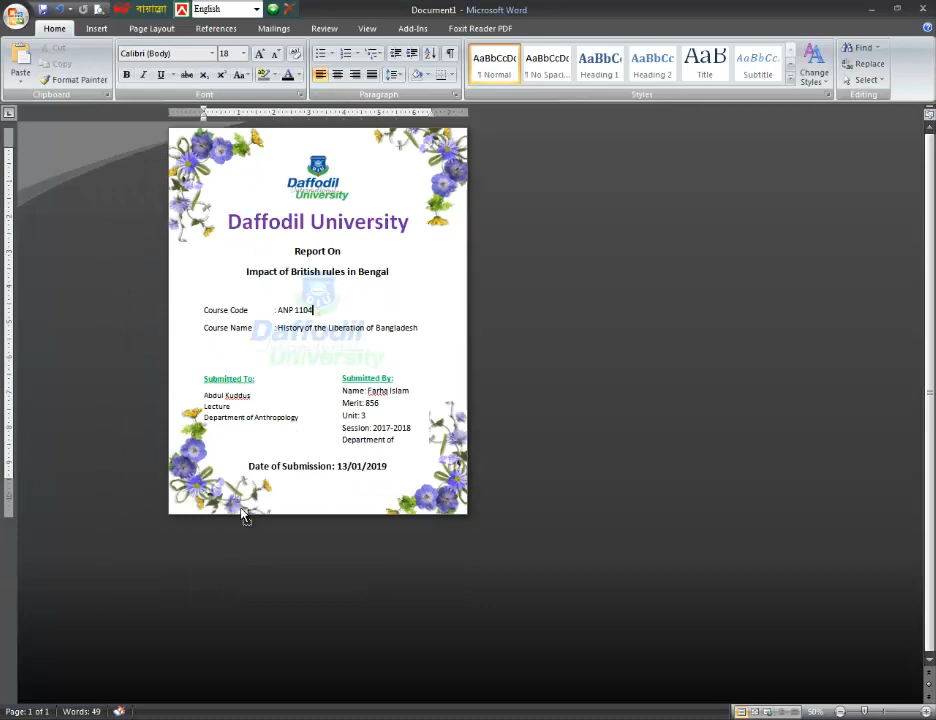 বাংলা
English
Document1 - Microsoft Word
Home
Insert
Page Layout
References
Mailings
Review
View
Add-Ins
Foxit Reader PDF
Paste
Cut
Copy
Format Painter
Clipboard
Calibri (Body)
18
Font
Paragraph
AaBbCcDc
¶ Normal
AaBbCcDc
¶ No Spaci...
AaBbC
Heading 1
AaBbCc
Heading 2
AaB
Title
AaBbCc.
Subtitle
Change Styles
Styles
Find
Replace
Select
Editing
Daffodil
International
University
Daffodil University
Report On
Impact of British rules in Bengal
Course Code : ANP 1104
Course Name : History of the Liberation of Bangladesh
Daffodil
University
Submitted To:
Abdul Kuddus
Lecture
Department of Anthropology
Submitted By:
Name: Farha Islam
Merit: 856
Unit: 3
Session: 2017-2018
Department of
Date of Submission: 13/01/2019
Page: 1 of 1
Words: 49
50%